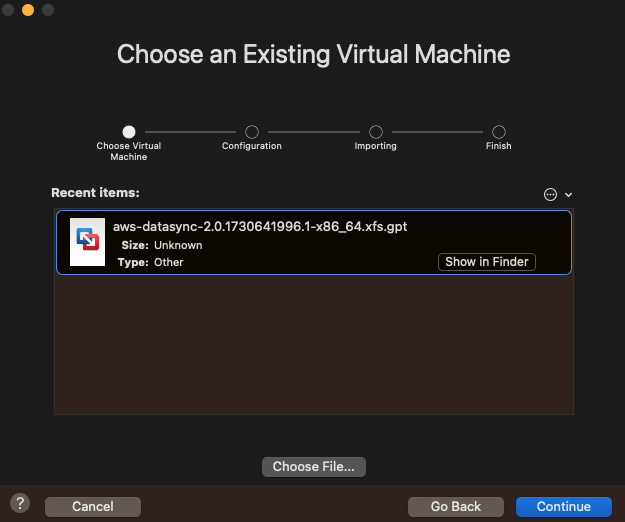 Choose an Existing Virtual Machine
Choose Virtual
Machine
Configuration
Importing
Finish
Recent items:
aws-datasync-2.0.1730641996.1-x86_64.xfs.gpt
Size: Unknown
Type: Other
Show in Finder
Choose File...
?
Cancel
Go Back
Continue